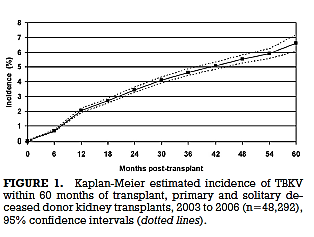 8
7
6
5
4
3
2
1
0
Incidence (%)
0 6 12 18 24 30 36 42 48 54 60
Months post-transplant
FIGURE 1. Kaplan-Meier estimated incidence of TBKV
within 60 months of transplant, primary and solitary de-
ceased donor kidney transplants, 2003 to 2006 (n=48,292),
95% confidence intervals (dotted lines).